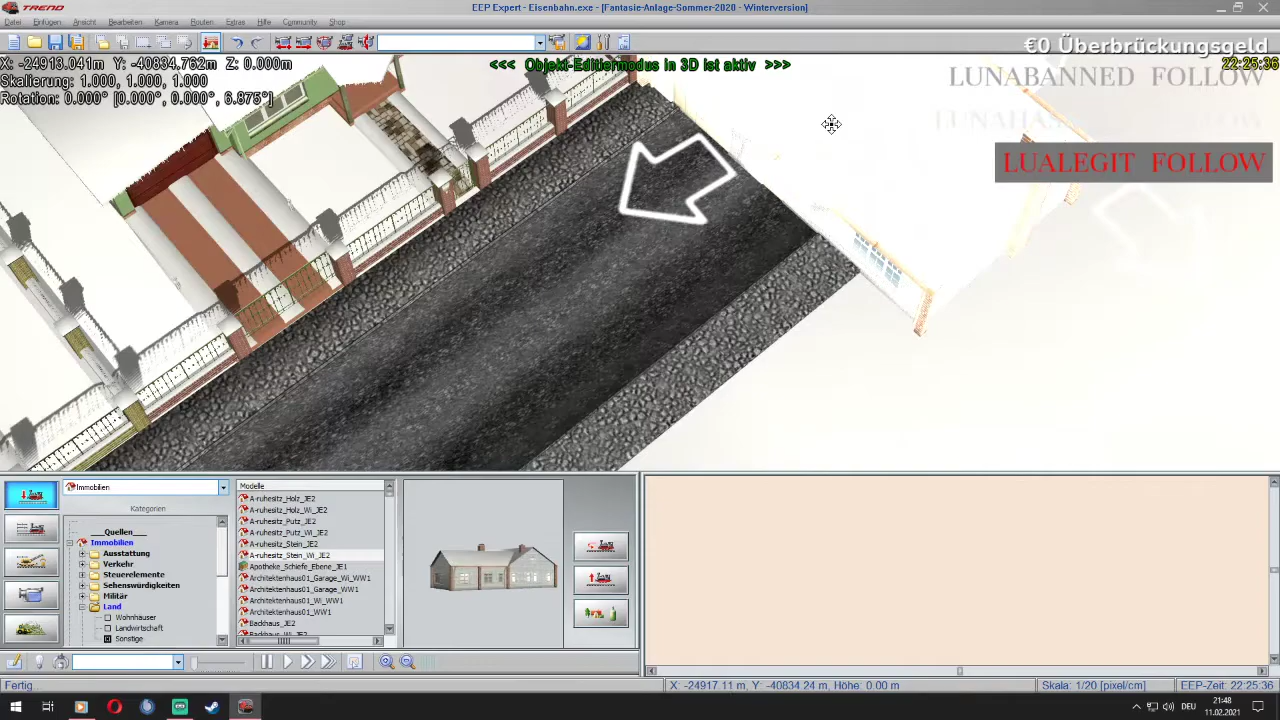 TREND
EEP Expert - Eisenbahn.exe - [Fantasie-Anlage-Sommer-2020 - Winterversion]
Datei Einfügen Ansicht Bearbeiten Kamera Routen Extras Hilfe Community Shop
€0 Überbrückungsgeld
X: -24913.041m Y: -40834.762m Z: 0.000m
<<< Objekt-Editiermodus in 3D ist aktiv >>>
22:25:36
Skalierung: 1.000, 1.000, 1.000
LUNABANNED FOLLOW
Rotation: 0.000° [0.000°, 0.000°, 6.875°]
LUALEGIT FOLLOW
Immobilien
Kategorien
__Quellen__
Immobilien
Ausstattung
Verkehr
Steuerelemente
Sehenswürdigkeiten
Militär
Land
Wohnhäuser
Landwirtschaft
Sonstige
Modelle
A-ruhesitz_Holz_JE2
A-ruhesitz_Holz_Wi_JE2
A-ruhesitz_Putz_JE2
A-ruhesitz_Putz_Wi_JE2
A-ruhesitz_Stein_JE2
A-ruhesitz_Stein_Wi_JE2
Apotheke_Schiefe_Ebene_JE1
Architektenhaus01_Garage_Wi_WW1
Architektenhaus01_Garage_WW1
Architektenhaus01_Wi_WW1
Architektenhaus01_WW1
Backhaus_JE2
Backhaus_Wi_JE2
Fertig
X: -24917.11 m, Y: -40834.24 m, Höhe: 0.00 m
Skala: 1/20 [pixel/cm]
EEP-Zeit: 22:25:36
DEU
21:48
11.02.2021